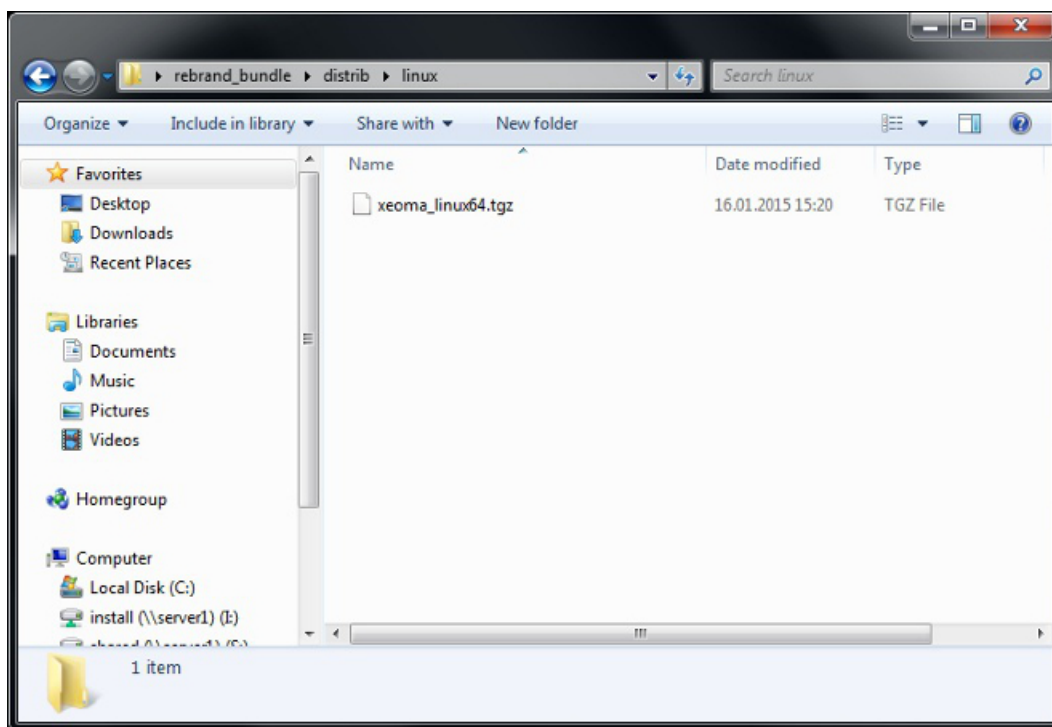 rebrand_bundle distrib linux
Search linux
Organize Include in library Share with New folder
Name Date modified Type
xeoma_linux64.tgz 16.01.2015 15:20 TGZ File
Favorites
Desktop
Downloads
Recent Places
Libraries
Documents
Music
Pictures
Videos
Homegroup
Computer
Local Disk (C:)
install (\\server1) (I:)
1 item